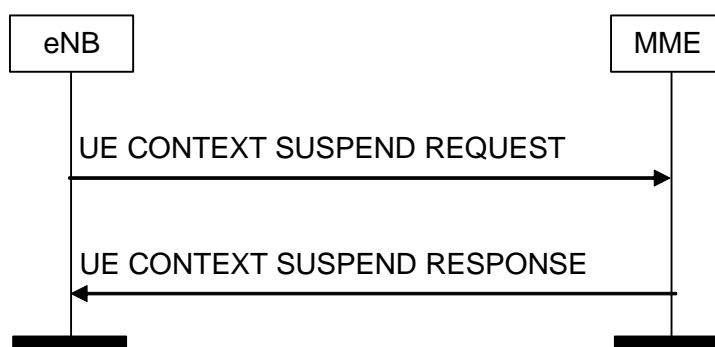 eNB
MME
UE CONTEXT SUSPEND REQUEST
UE CONTEXT SUSPEND RESPONSE